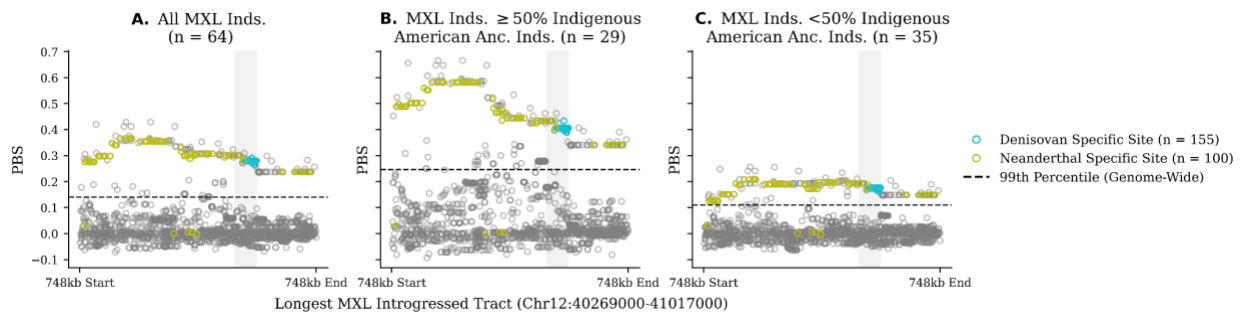 A. All MXL Inds.
(n = 64)
B. MXL Inds. ≥ 50% Indigenous
American Anc. Inds. (n = 29)
C. MXL Inds. <50% Indigenous
American Anc. Inds. (n = 35)
PBS
0.7
0.6
0.5
0.4
0.3
0.2
0.1
0.0
−0.1
748kb Start
748kb End
PBS
748kb Start
748kb End
PBS
748kb Start
748kb End
Longest MXL Introgressed Tract (Chr12:40269000-41017000)
Denisovan Specific Site (n = 155)
Neanderthal Specific Site (n = 100)
99th Percentile (Genome-Wide)